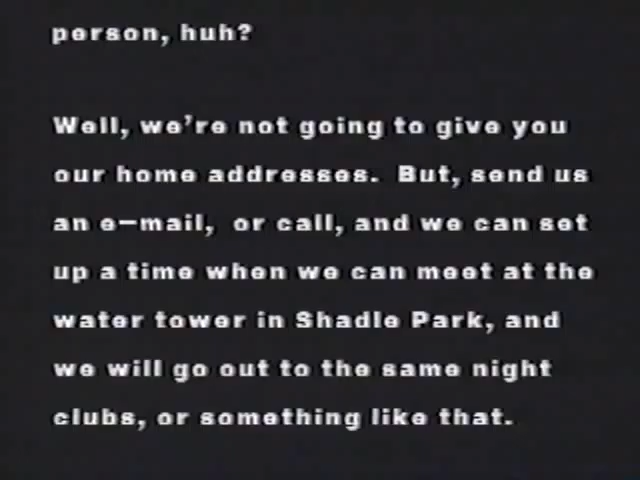 person, huh?
Well, we're not going to give you
our home addresses.  But, send us
an e-mail,  or call, and we can set
up a time when we can meet at the
water tower in Shadle Park, and
we will go out to the same night
clubs, or something like that.